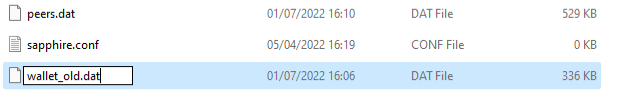 peers.dat 01/07/2022 16:10 DAT File 529 KB
sapphire.conf 05/04/2022 16:19 CONF File 0 KB
wallet_old.dat 01/07/2022 16:06 DAT File 336 KB